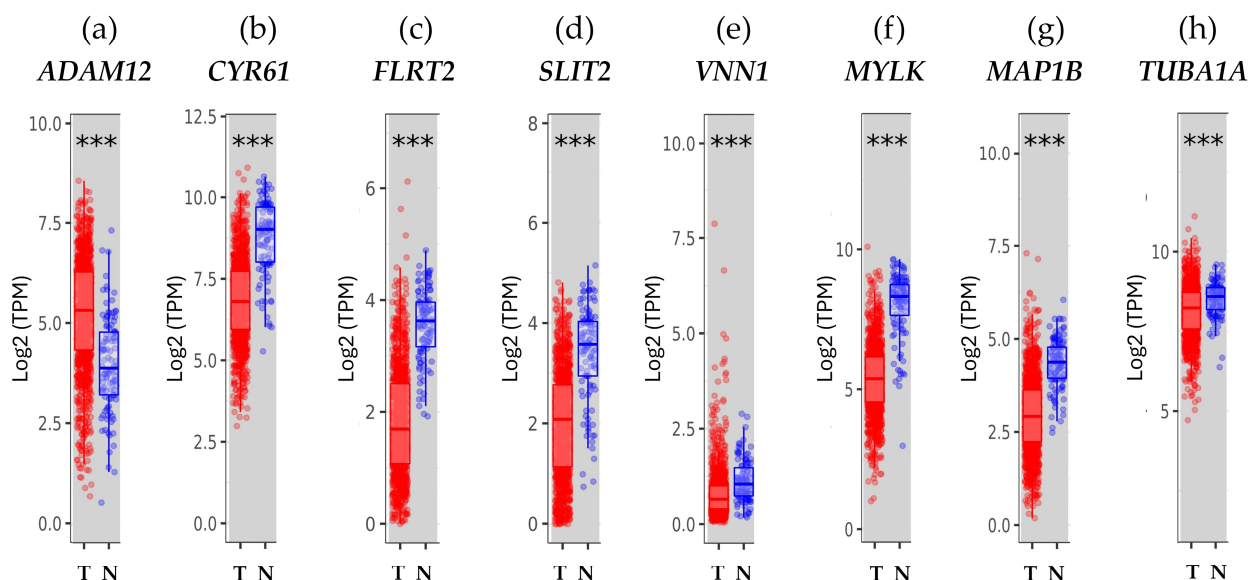 (a) (b) (c) (d) (e) (f) (g) (h)
ADAM12 CYR61 FLRT2 SLIT2 VNN1 MYLK MAP1B TUBA1A
*** *** *** *** *** *** *** ***
Log2 (TPM)
10.0
7.5
5.0
2.5
0.0
T N
Log2 (TPM)
12.5
10.0
7.5
5.0
2.5
0.0
T N
Log2 (TPM)
6
4
2
0
T N
Log2 (TPM)
8
6
4
2
0
T N
Log2 (TPM)
10.0
7.5
5.0
2.5
0.0
T N
Log2 (TPM)
10
5
0
T N
Log2 (TPM)
10.0
7.5
5.0
2.5
0.0
T N
Log2 (TPM)
10
5
T N